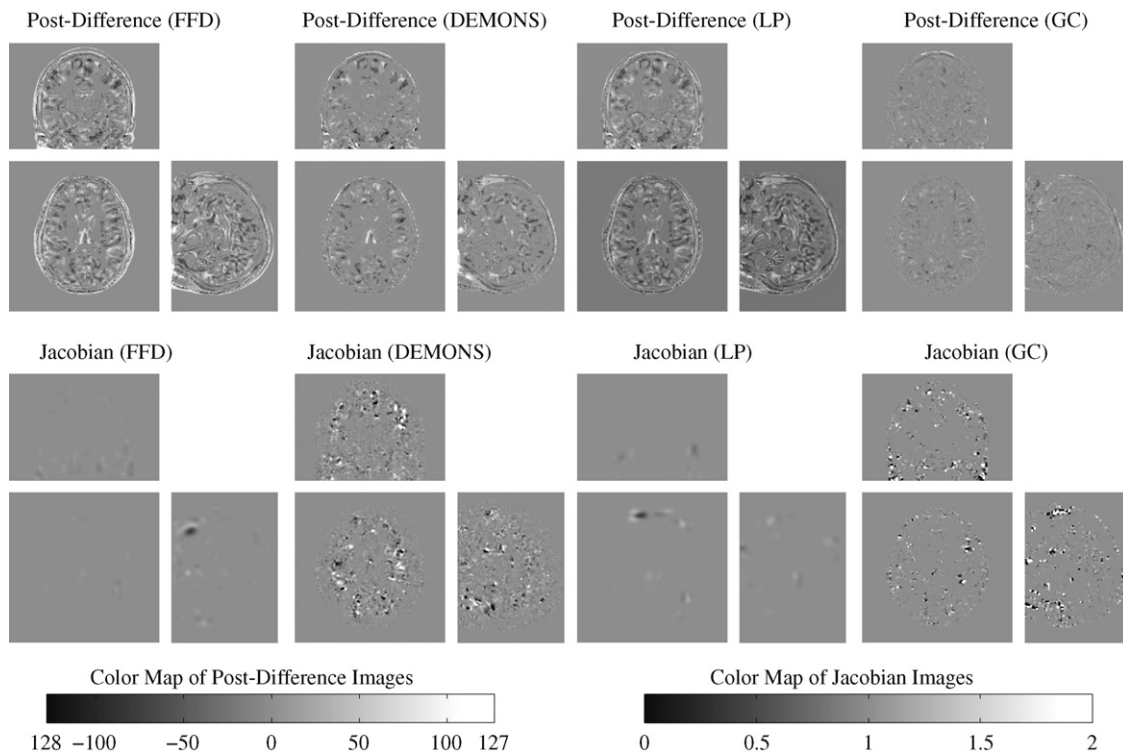 Post-Difference (FFD) Post-Difference (DEMONS) Post-Difference (LP) Post-Difference (GC)
Jacobian (FFD) Jacobian (DEMONS) Jacobian (LP) Jacobian (GC)
Color Map of Post-Difference Images Color Map of Jacobian Images
128 −100 −50 0 50 100 127 0 0.5 1 1.5 2